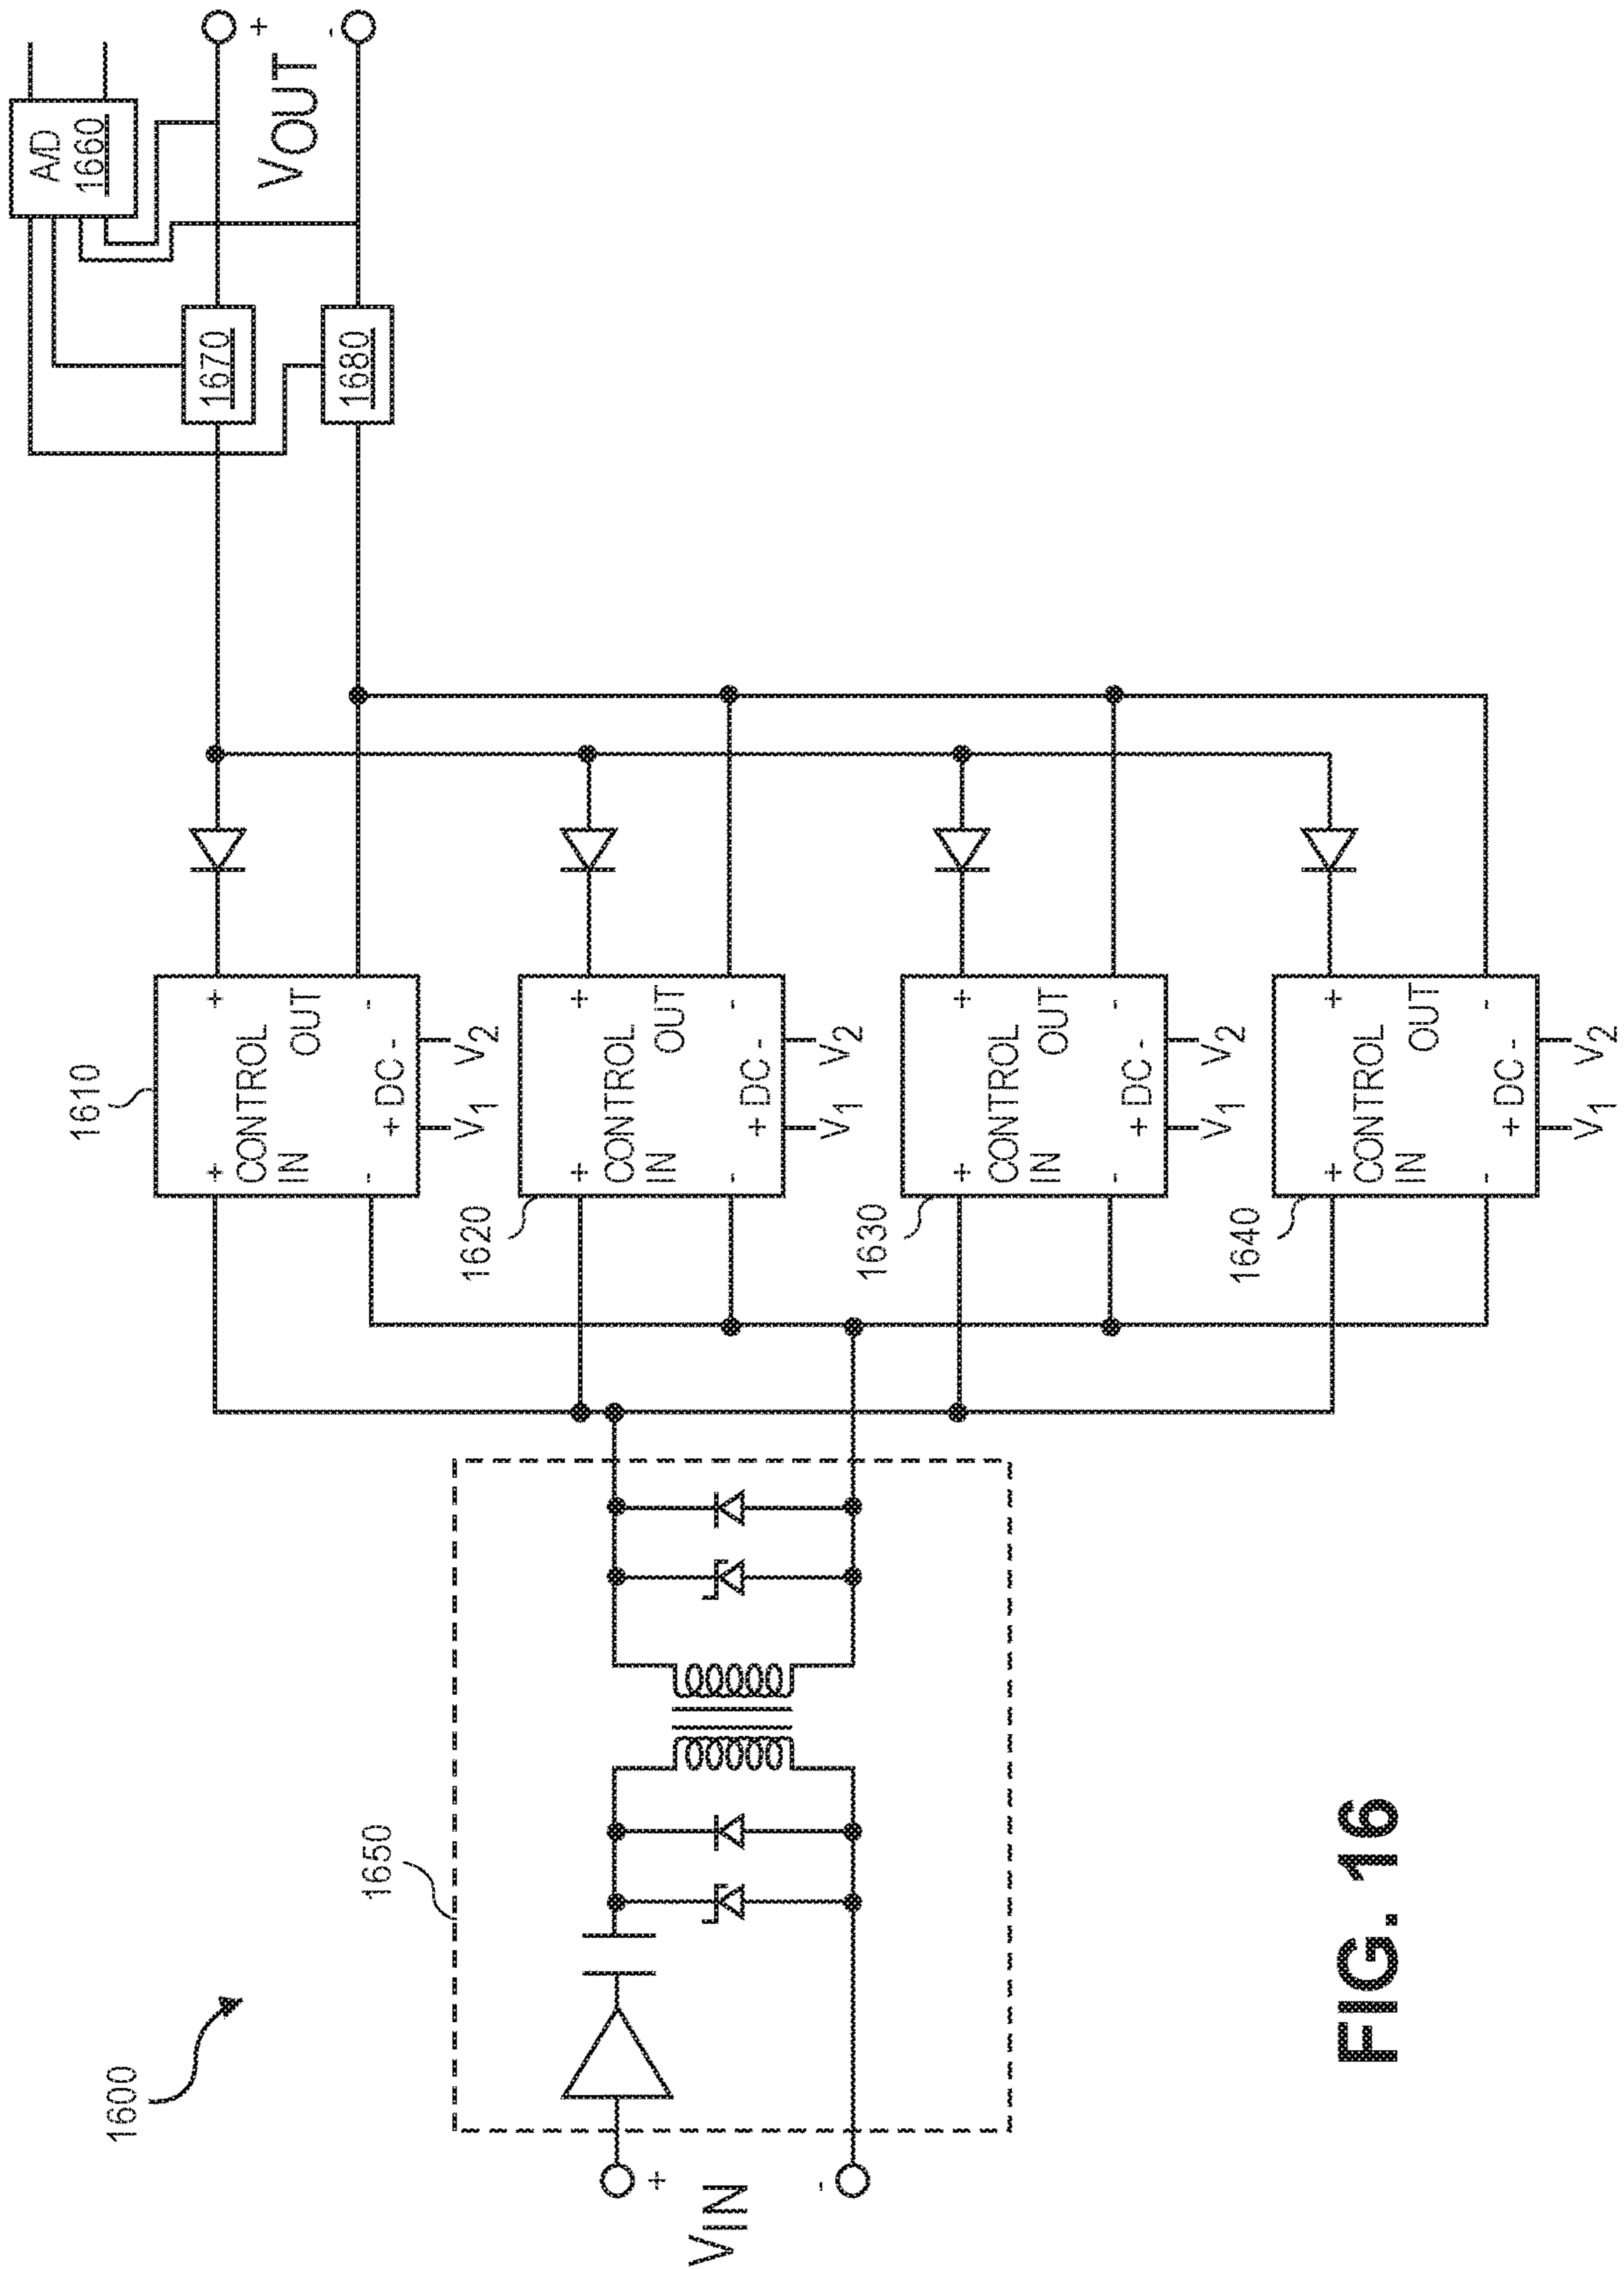 1600
VIN
+
-
1650
1610
+ +
CONTROL
IN OUT
- -
+ DC -
V1 V2
1620
+ +
CONTROL
IN OUT
- -
+ DC -
V1 V2
1630
+ +
CONTROL
IN OUT
- -
+ DC -
V1 V2
1640
+ +
CONTROL
IN OUT
- -
+ DC -
V1 V2
1670
1680
A/D
1660
+
VOUT
-
FIG. 16